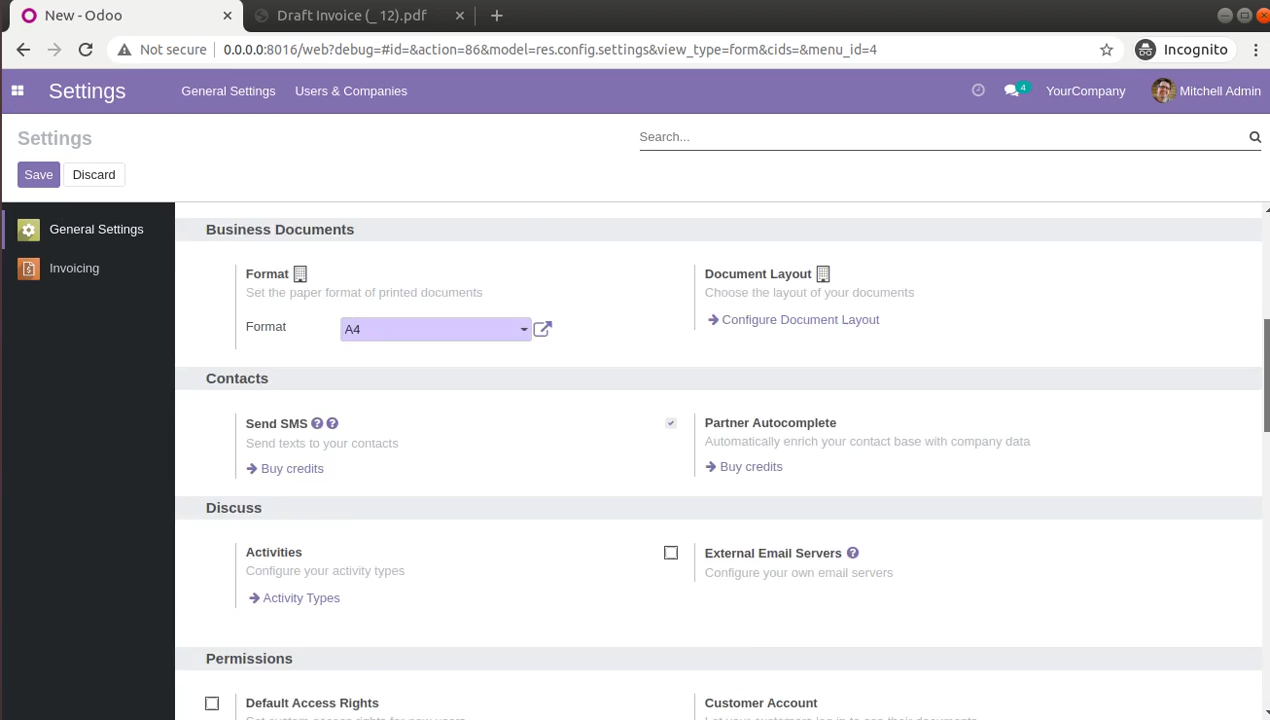 New - Odoo
Draft Invoice (_ 12).pdf
Not secure 0.0.0.0:8016/web?debug=#id=&action=86&model=res.config.settings&view_type=form&cids=&menu_id=4
Incognito
Settings General Settings Users & Companies
4 YourCompany Mitchell Admin
Settings
Search...
Save Discard
General Settings
Invoicing
Business Documents
Format
Set the paper format of printed documents
Format A4
Document Layout
Choose the layout of your documents
Configure Document Layout
Contacts
Send SMS ? ?
Send texts to your contacts
Buy credits
Partner Autocomplete
Automatically enrich your contact base with company data
Buy credits
Discuss
Activities
Configure your activity types
Activity Types
External Email Servers ?
Configure your own email servers
Permissions
Default Access Rights
Set custom access rights for new users
Customer Account
Let your customers log in to see their documents